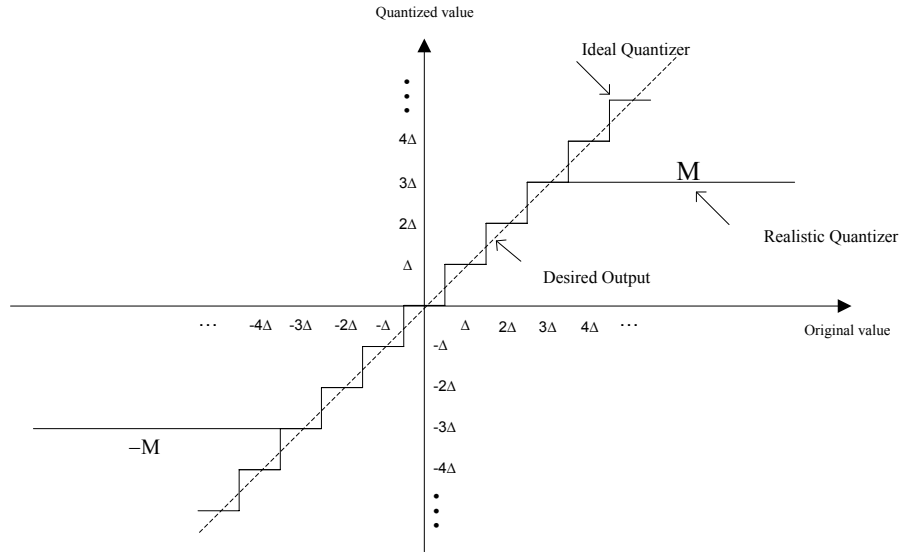 Quantized value
Ideal Quantizer
4Δ
M
3Δ
2Δ
Realistic Quantizer
Δ
Desired Output
... -4Δ -3Δ -2Δ -Δ Δ 2Δ 3Δ 4Δ ...
Original value
-Δ
-2Δ
-3Δ
–M
-4Δ